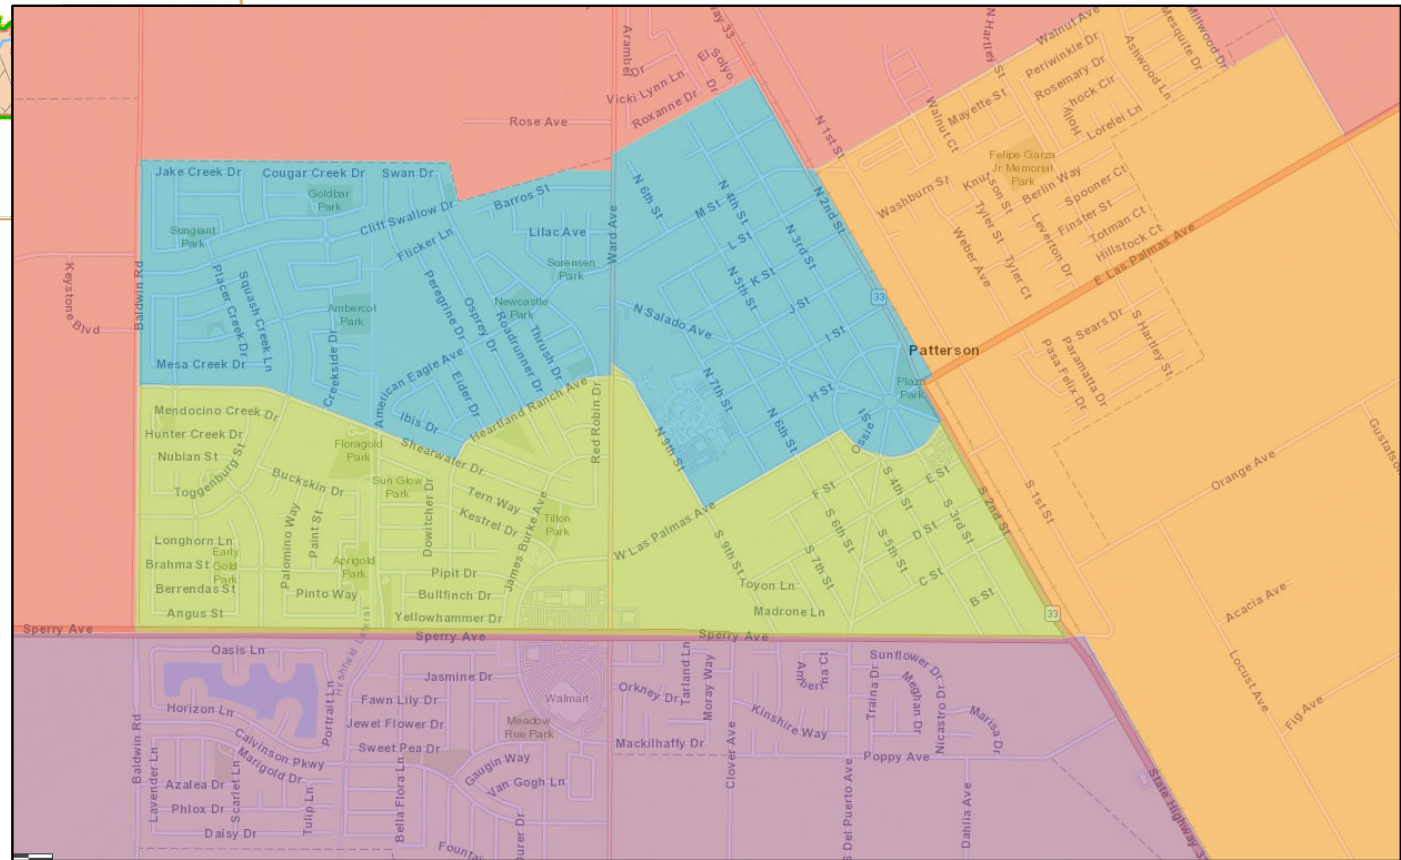 Rose Ave
Vicki Lynn Ln
Roxanne Dr
El Solyo Dr
N 1st St
N Hartley St
Walnut Ave
Periwinkle Dr
Rosemary Dr
Ashwood Ln
Mesquite Dr
Millwood Dr
Walnut Ct
Mayette St
Lorelei Ln
Felipe Garza
Jr Memorial
Park
Washburn St
Knutson St
Berlin Way
Spooner Ct
Tyler St
Finster St
Totman Ct
Hillstock Ct
Leverton Dr
Weber Ave
Tyler Ct
E Las Palmas Ave
Jake Creek Dr
Cougar Creek Dr
Swan Dr
Goldbar
Park
Cliff Swallow Dr
Barros St
Lilac Ave
Ward Ave
Sungiant
Park
Flicker Ln
Sorensen
Park
N 6th St
M St
N 4th St
L St
N 3rd St
N 2nd St
K St
N 5th St
J St
33
I St
Keystone Blvd
Baldwin Rd
Placer Creek Dr
Squash Creek Ln
Ambercot
Park
Peregrine Dr
Osprey Dr
Newcastle
Park
Roadrunner Dr
Thrush Dr
N Salado Ave
Patterson
Sears Dr
S Hartley St
Paramatta Dr
Pasa Felix Dr
Mesa Creek Dr
Creekside Dr
American Eagle Ave
Elder Dr
Ibis Dr
Heartland Ranch Ave
N 7th St
H St
Plaza
Park
N 6th St
N 9th St
Mendocino Creek Dr
Hunter Creek Dr
Nubian St
Toggenburg St
Floragold
Park
Shearwater Dr
Red Robin Dr
Buckskin Dr
Sun Glow
Park
Tern Way
Kestrel Dr
Dowitcher Dr
James Burke Ave
Tilton
Park
W Las Palmas Ave
F St
S 4th St
E St
S 2nd St
S 1st St
Orange Ave
S 6th St
S 3rd St
D St
S 5th St
S 7th St
S 9th St
C St
B St
Longhorn Ln
Palomino Way
Paint St
Brahma St
Early
Gold
Park
Aprigold
Park
Berrendas St
Pinto Way
Angus St
Pipit Dr
Bullfinch Dr
Yellowhammer Dr
Toyon Ln
Madrone Ln
33
Acacia Ave
Sperry Ave
Sperry Ave
Sperry Ave
Oasis Ln
Portrait Ln
Horizon Ln
Calvinson Pkwy
Marigold Dr
Baldwin Rd
Lavender Ln
Azalea Dr
Scarlet Ln
Phlox Dr
Daisy Dr
Tulip Ln
Jasmine Dr
Fawn Lily Dr
Jewel Flower Dr
Sweet Pea Dr
Bella Flora Ln
Walmart
Meadow
Rue Park
Gaugin Way
Van Gogh Ln
Orkney Dr
Tarland Ln
Moray Way
Mackilhaffy Dr
Clover Ave
Kinshire Way
Sunflower Dr
Traina Dr
Meghan Dr
Nicastro Dr
Marisa Dr
Poppy Ave
S Del Puerto Ave
Dahlia Ave
Locust Ave
Fig Ave